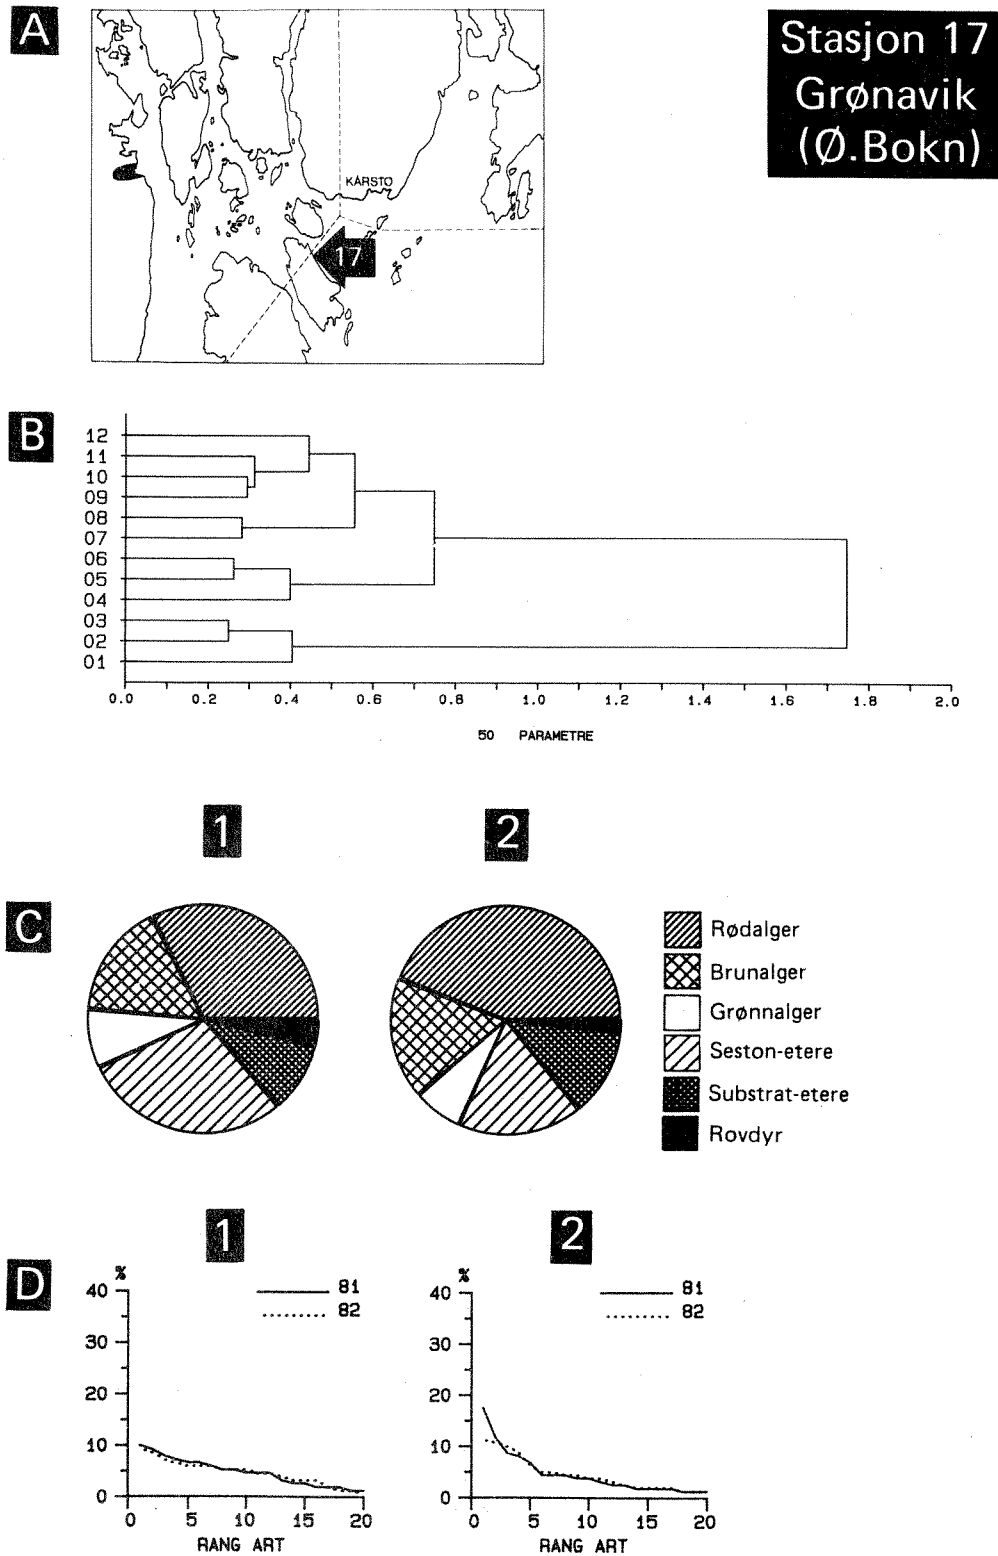 A
Stasjon 17
Grønavik
(Ø.Bokn)
KÅRSTØ
17
B
12
11
10
09
08
07
06
05
04
03
02
01
0.0 0.2 0.4 0.6 0.8 1.0 1.2 1.4 1.6 1.8 2.0
50 PARAMETRE
1 2
C
Rødalger
Brunalger
Grønnalger
Seston-etere
Substrat-etere
Rovdyr
1 2
D
% 
81
82
40
30
20
10
0
0 5 10 15 20
RANG ART
%
81
82
40
30
20
10
0
0 5 10 15 20
RANG ART